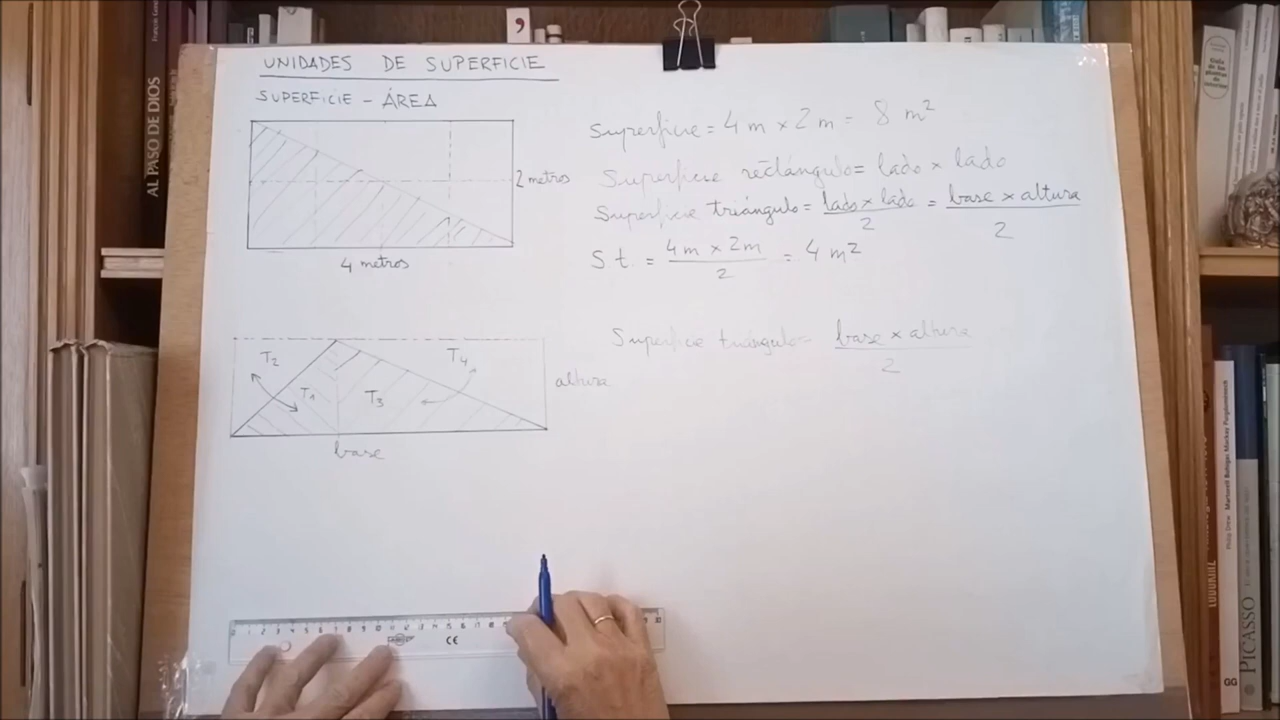 UNIDADES DE SUPERFICIE
SUPERFICIE - ÁREA
2 metros
4 metros
Superficie = 4 m x 2 m = 8 m²
Superficie rectángulo = lado x lado
Superficie triángulo = lado x lado / 2 = base x altura / 2
S.t. = 4 m x 2 m / 2 = 4 m²
T2
T1
T3
T4
altura
base
Superficie triángulo = base x altura / 2
CE
AL PASO DE DIOS
PICASSO
GG